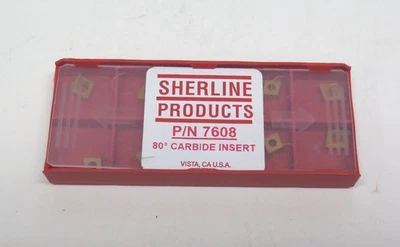 SHERLINE
PRODUCTS
P/N 7608
80° CARBIDE INSERT
VISTA, CA U.S.A.